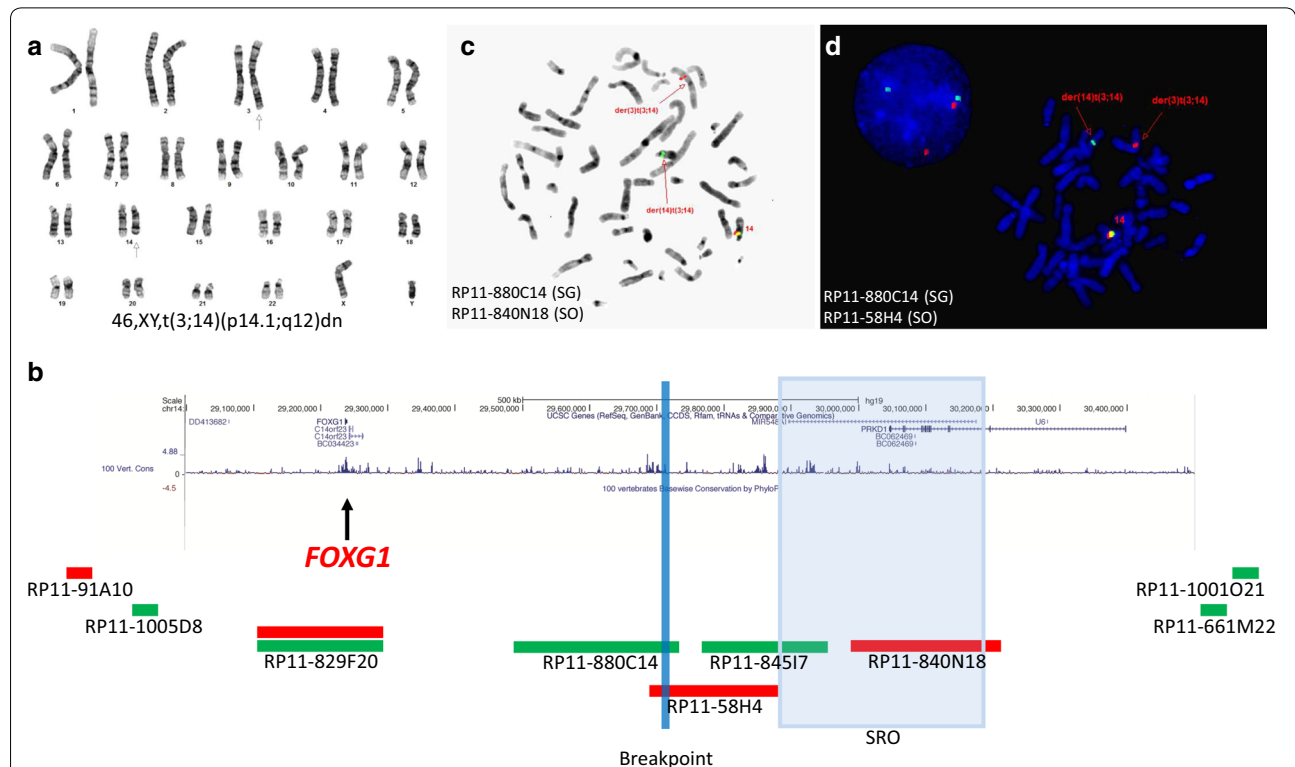 a
1 2 3 4 5
6 7 8 9 10 11 12
13 14 15 16 17 18
19 20 21 22 X Y
46,XY,t(3;14)(p14.1;q12)dn
c
der(3)t(3;14)
der(14)t(3;14)
14
RP11-880C14 (SG)
RP11-840N18 (SO)
d
der(14)t(3;14) der(3)t(3;14)
14
RP11-880C14 (SG)
RP11-58H4 (SO)
b
Scale 500 kb hg19
chr14: 29,100,000 29,200,000 29,300,000 29,400,000 29,500,000 29,600,000 29,700,000 29,800,000 29,900,000 30,000,000 30,100,000 30,200,000 30,300,000 30,400,000
UCSC Genes (RefSeq, GenBank, CCDS, Rfam, tRNAs & Comparative Genomics)
DD413682 FOXG1 MIR548AI PRKD1 U6
C14orf23 BC062469
C14orf23 BC062469
BC034423
4.88
100 Vert. Cons
0
-4.5
100 vertebrates Basewise Conservation by PhyloP
FOXG1
RP11-91A10 RP11-1001O21
RP11-1005D8 RP11-661M22
RP11-829F20 RP11-880C14 RP11-845I7 RP11-840N18
RP11-58H4
SRO
Breakpoint